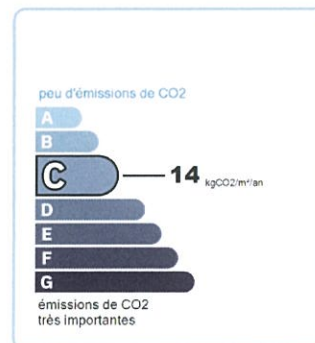 peu d'émissions de CO2
A
B
C 14 kgCO2/m²/an
D
E
F
G
émissions de CO2
très importantes